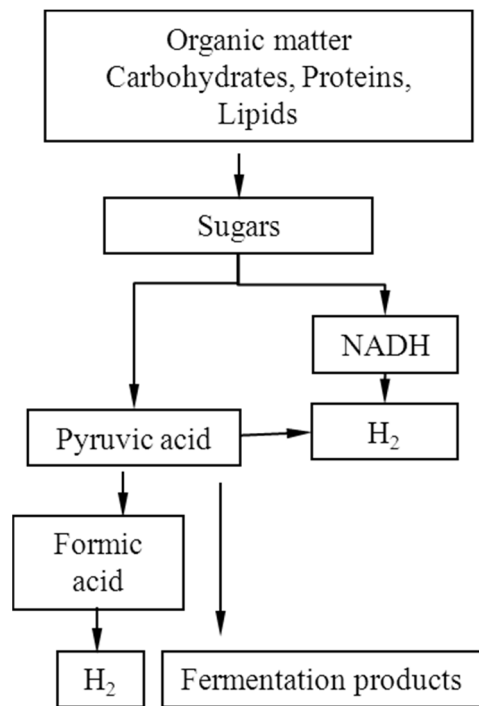 Organic matter
Carbohydrates, Proteins,
Lipids
Sugars
NADH
Pyruvic acid
H₂
Formic
acid
H₂
Fermentation products